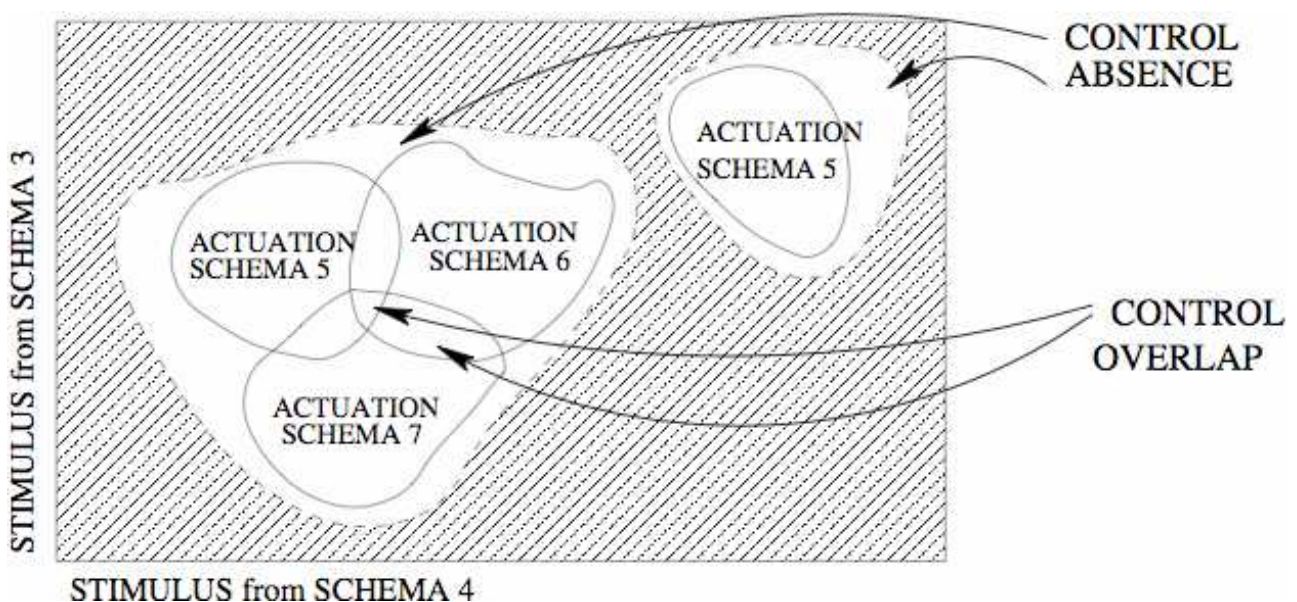 CONTROL
ABSENCE
ACTUATION
SCHEMA 5
ACTUATION
SCHEMA 5
ACTUATION
SCHEMA 6
ACTUATION
SCHEMA 7
CONTROL
OVERLAP
STIMULUS from SCHEMA 3
STIMULUS from SCHEMA 4